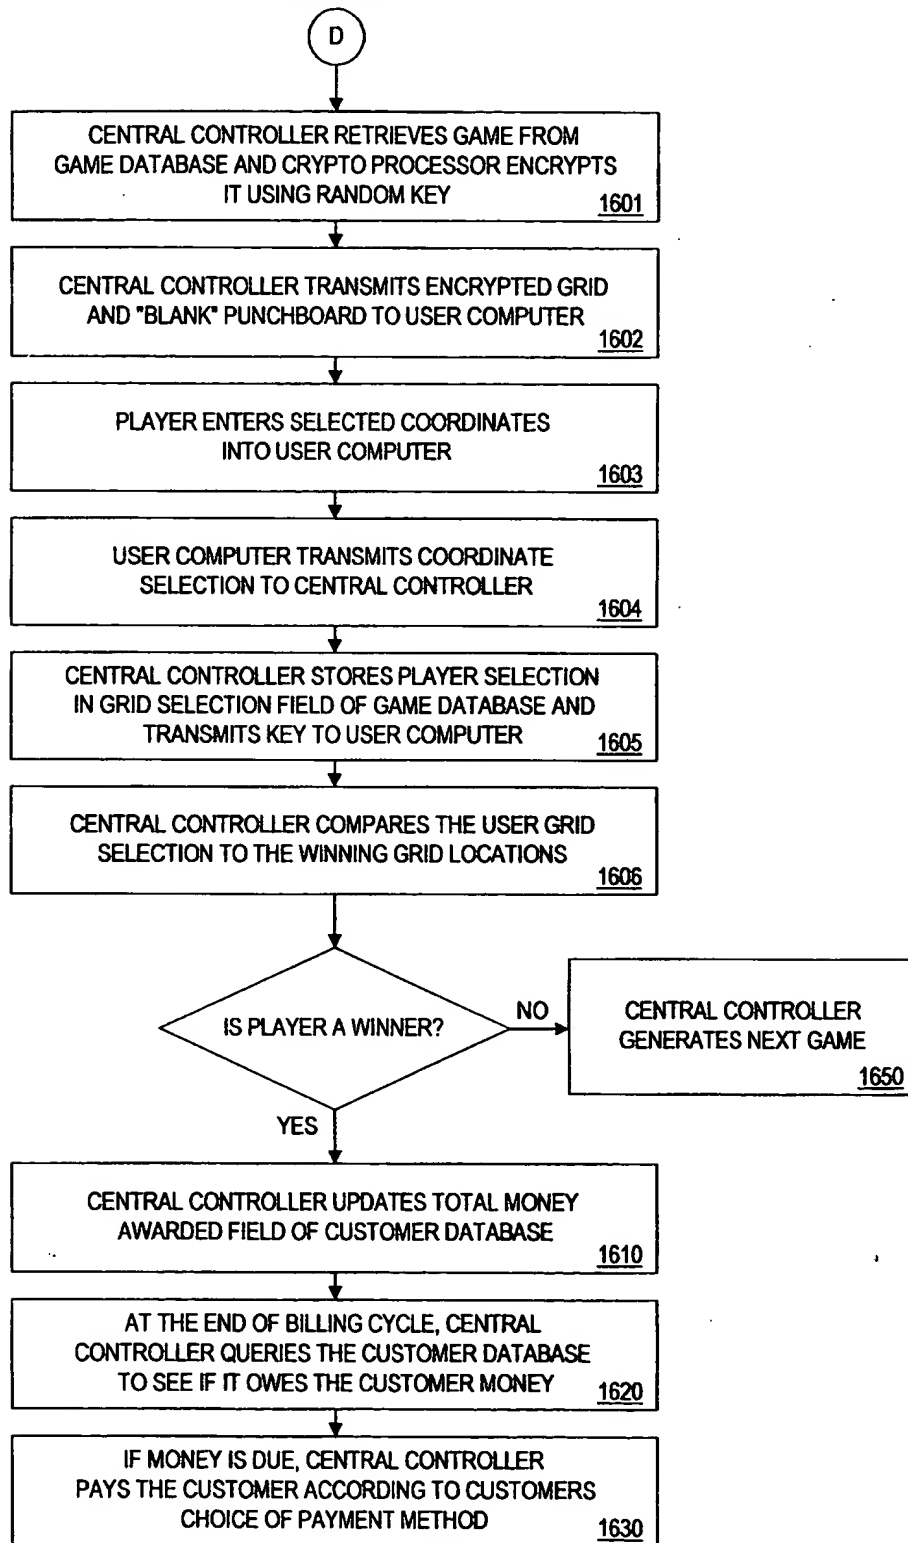 D
CENTRAL CONTROLLER RETRIEVES GAME FROM
GAME DATABASE AND CRYPTO PROCESSOR ENCRYPTS
IT USING RANDOM KEY
1601
CENTRAL CONTROLLER TRANSMITS ENCRYPTED GRID
AND "BLANK" PUNCHBOARD TO USER COMPUTER
1602
PLAYER ENTERS SELECTED COORDINATES
INTO USER COMPUTER
1603
USER COMPUTER TRANSMITS COORDINATE
SELECTION TO CENTRAL CONTROLLER
1604
CENTRAL CONTROLLER STORES PLAYER SELECTION
IN GRID SELECTION FIELD OF GAME DATABASE AND
TRANSMITS KEY TO USER COMPUTER
1605
CENTRAL CONTROLLER COMPARES THE USER GRID
SELECTION TO THE WINNING GRID LOCATIONS
1606
IS PLAYER A WINNER?
NO
CENTRAL CONTROLLER
GENERATES NEXT GAME
1650
YES
CENTRAL CONTROLLER UPDATES TOTAL MONEY
AWARDED FIELD OF CUSTOMER DATABASE
1610
AT THE END OF BILLING CYCLE, CENTRAL
CONTROLLER QUERIES THE CUSTOMER DATABASE
TO SEE IF IT OWES THE CUSTOMER MONEY
1620
IF MONEY IS DUE, CENTRAL CONTROLLER
PAYS THE CUSTOMER ACCORDING TO CUSTOMERS
CHOICE OF PAYMENT METHOD
1630